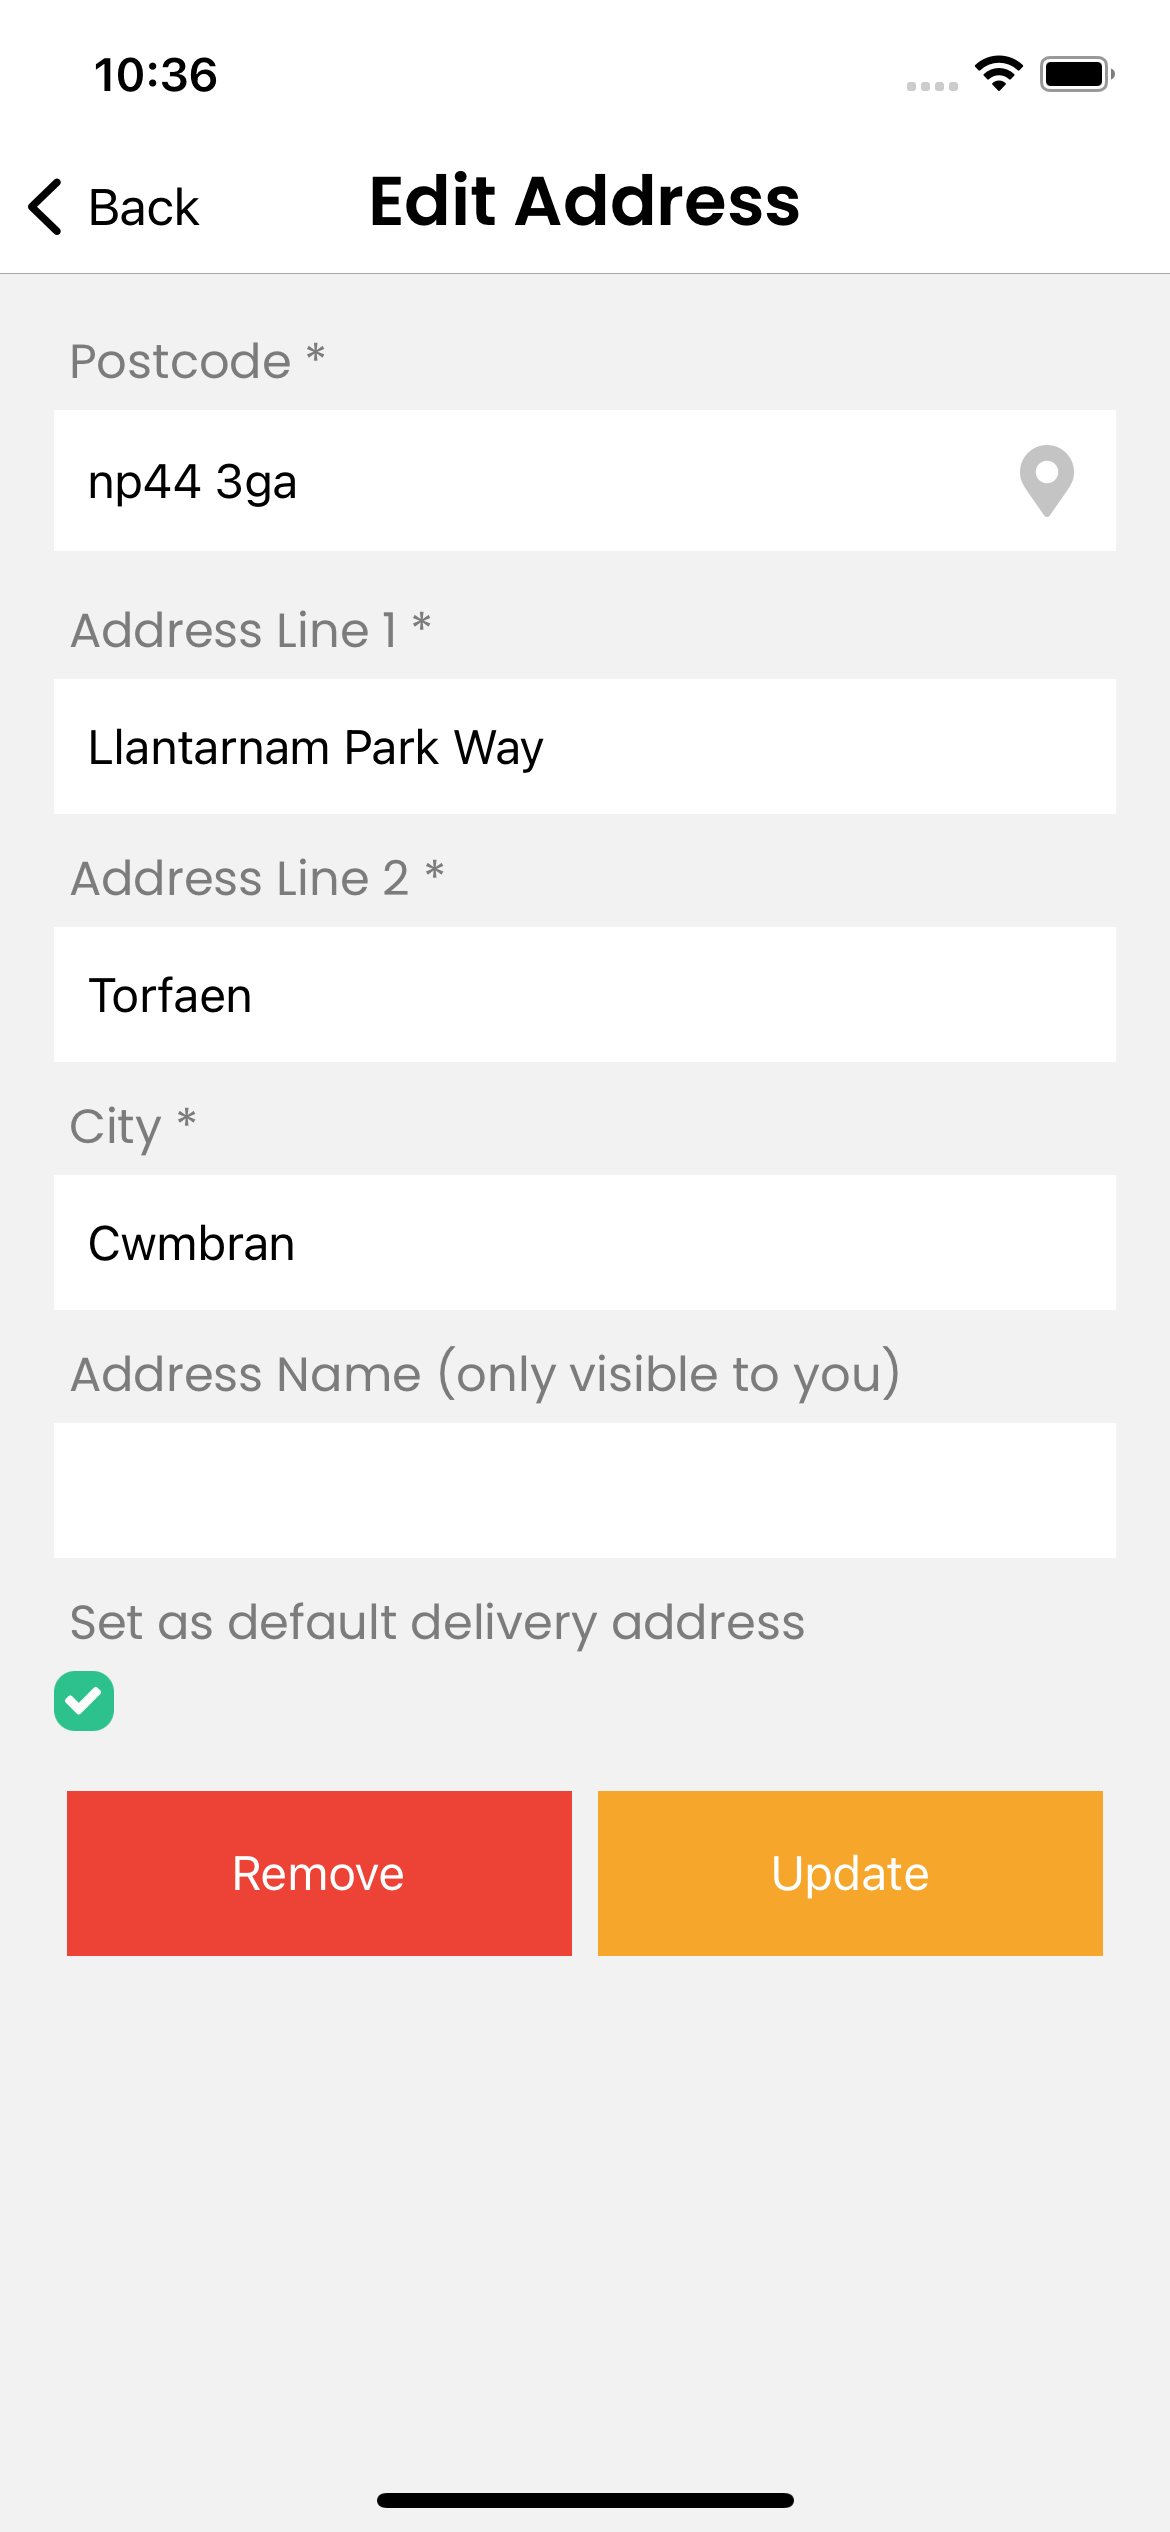 10:36
Back
Edit Address
Postcode *
np44 3ga
Address Line 1 *
Llantarnam Park Way
Address Line 2 *
Torfaen
City *
Cwmbran
Address Name (only visible to you)
Set as default delivery address
Remove
Update